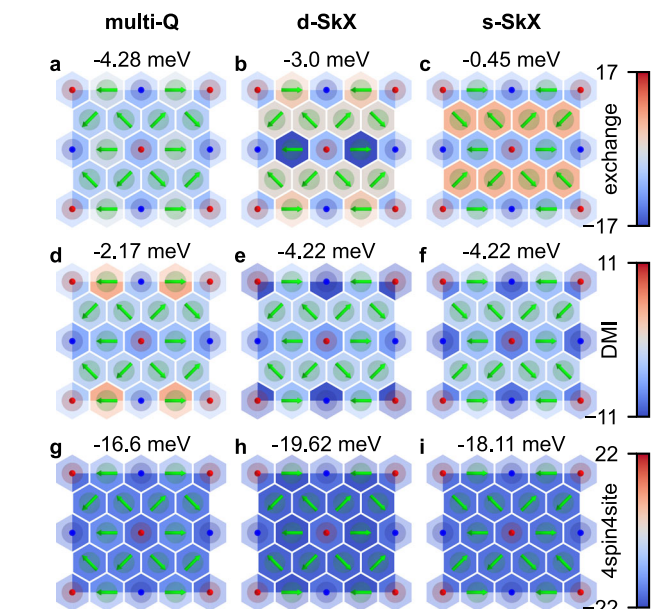 multi-Q d-SkX s-SkX
a -4.28 meV b -3.0 meV c -0.45 meV 17
exchange
−17
d -2.17 meV e -4.22 meV f -4.22 meV 11
DMI
−11
g -16.6 meV h -19.62 meV i -18.11 meV 22
4spin4site
−22